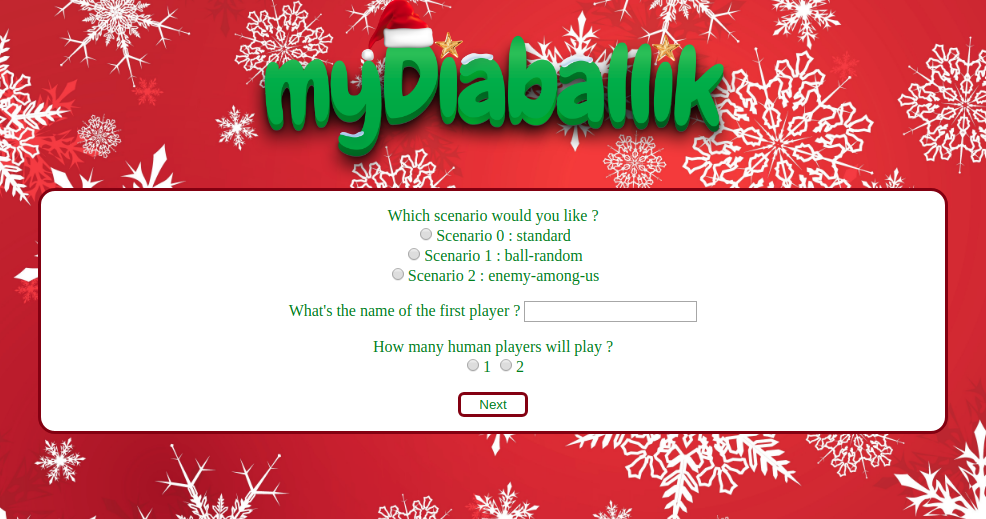 myDiaballik
Which scenario would you like ?
Scenario 0 : standard
Scenario 1 : ball-random
Scenario 2 : enemy-among-us
What's the name of the first player ?
How many human players will play ?
1 2
Next